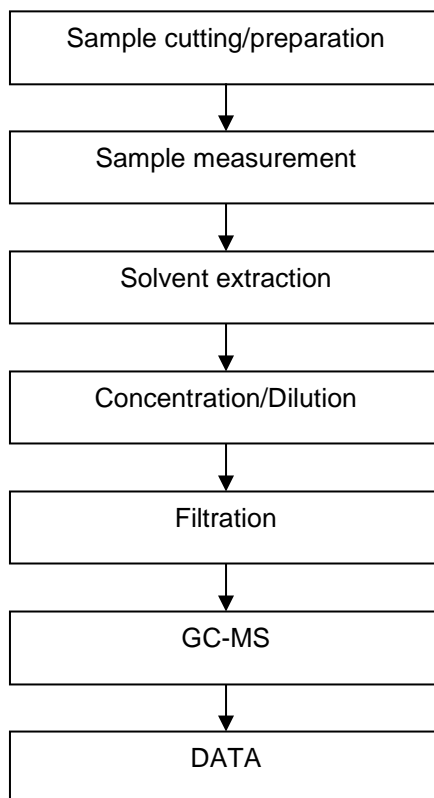 Sample cutting/preparation
Sample measurement
Solvent extraction
Concentration/Dilution
Filtration
GC-MS
DATA